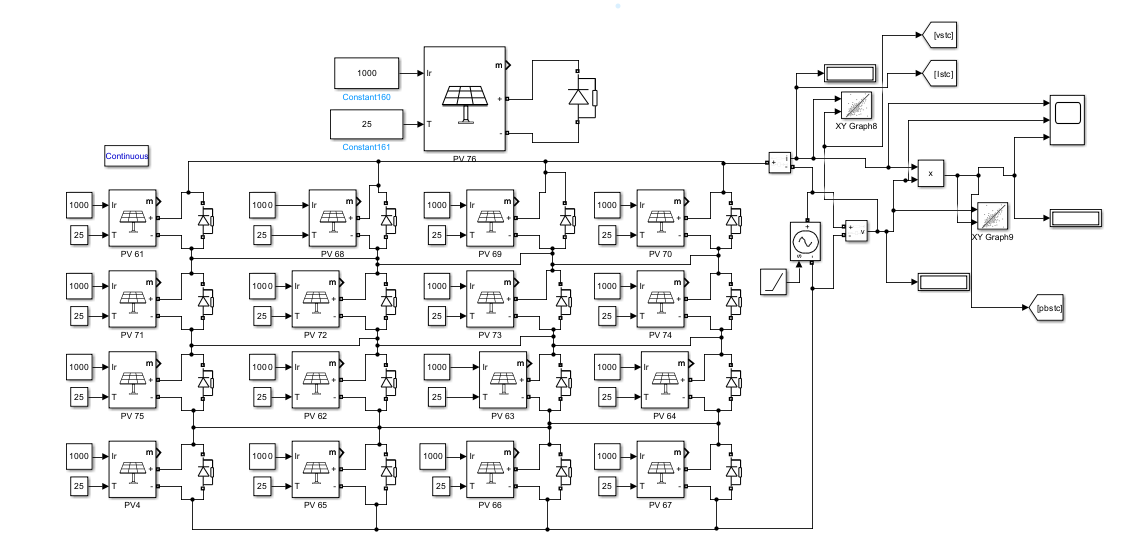 [vstc]
1000
Ir
m
[Istc]
Constant160
+
XY Graph8
25
T
-
Constant161
PV 76
Continuous
+
i
-
x
1000
Ir
m
+
25
T
-
PV 61
1000
Ir
m
+
25
T
-
PV 68
1000
Ir
m
+
25
T
-
PV 69
1000
Ir
m
+
25
T
-
PV 70
+
-
v
XY Graph9
1000
Ir
m
+
25
T
-
PV 71
1000
Ir
m
+
25
T
-
PV 72
1000
Ir
m
+
25
T
-
PV 73
1000
Ir
m
+
25
T
-
PV 74
[pbstc]
1000
Ir
m
+
25
T
-
PV 75
1000
Ir
m
+
25
T
-
PV 62
1000
Ir
m
+
25
T
-
PV 63
1000
Ir
m
+
25
T
-
PV 64
1000
Ir
m
+
25
T
-
PV4
1000
Ir
m
+
25
T
-
PV 65
1000
Ir
m
+
25
T
-
PV 66
1000
Ir
m
+
25
T
-
PV 67